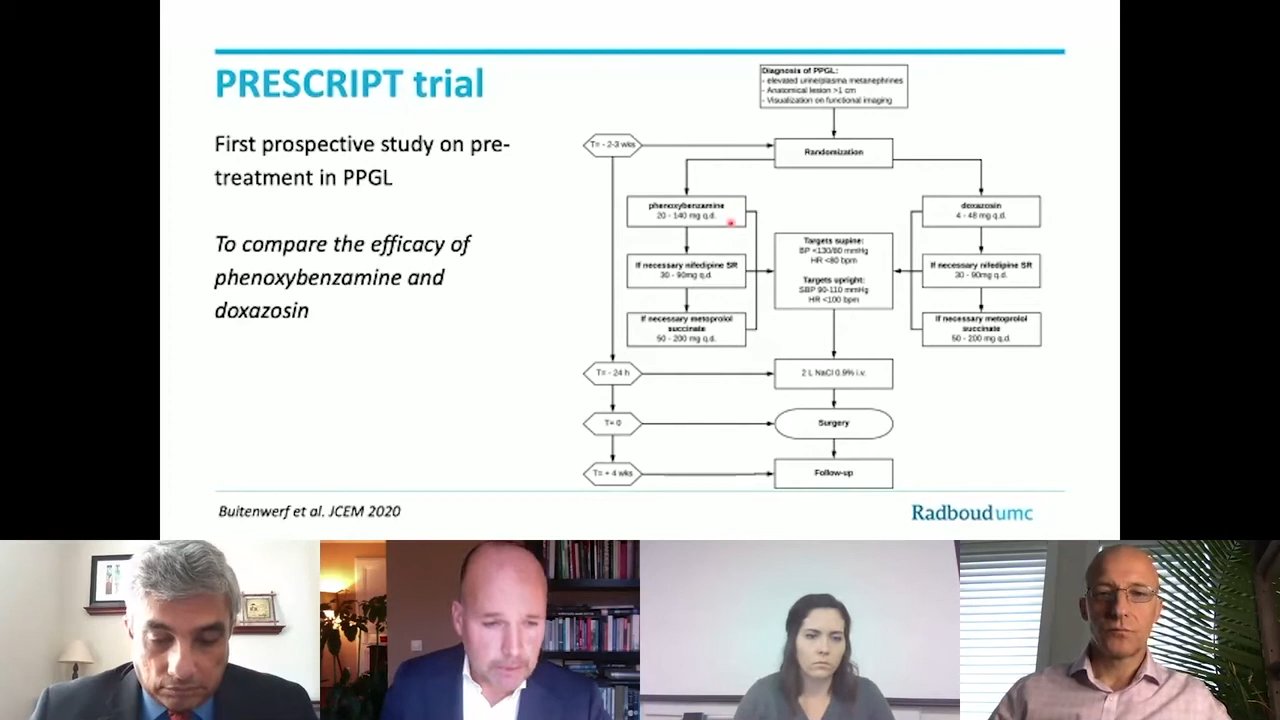 PRESCRIPT trial
First prospective study on pre-
treatment in PPGL
To compare the efficacy of
phenoxybenzamine and
doxazosin
Diagnosis of PPGL:
- elevated urine/plasma metanephrines
- Anatomical lesion >1 cm
- Visualization on functional imaging
T= - 2-3 wks
Randomization
phenoxybenzamine
20 - 140 mg q.d.
doxazosin
4 - 48 mg q.d.
If necessary nifedipine SR
30 - 90mg q.d.
Targets supine:
BP <130/80 mmHg
HR <80 bpm
Targets upright:
SBP 90-110 mmHg
HR <100 bpm
If necessary nifedipine SR
30 - 90mg q.d.
If necessary metoprolol
succinate
50 - 200 mg q.d.
If necessary metoprolol
succinate
50 - 200 mg q.d.
T= - 24 h
2 L NaCl 0.9% i.v.
T= 0
Surgery
T= + 4 wks
Follow-up
Buitenwerf et al. JCEM 2020
Radboudumc